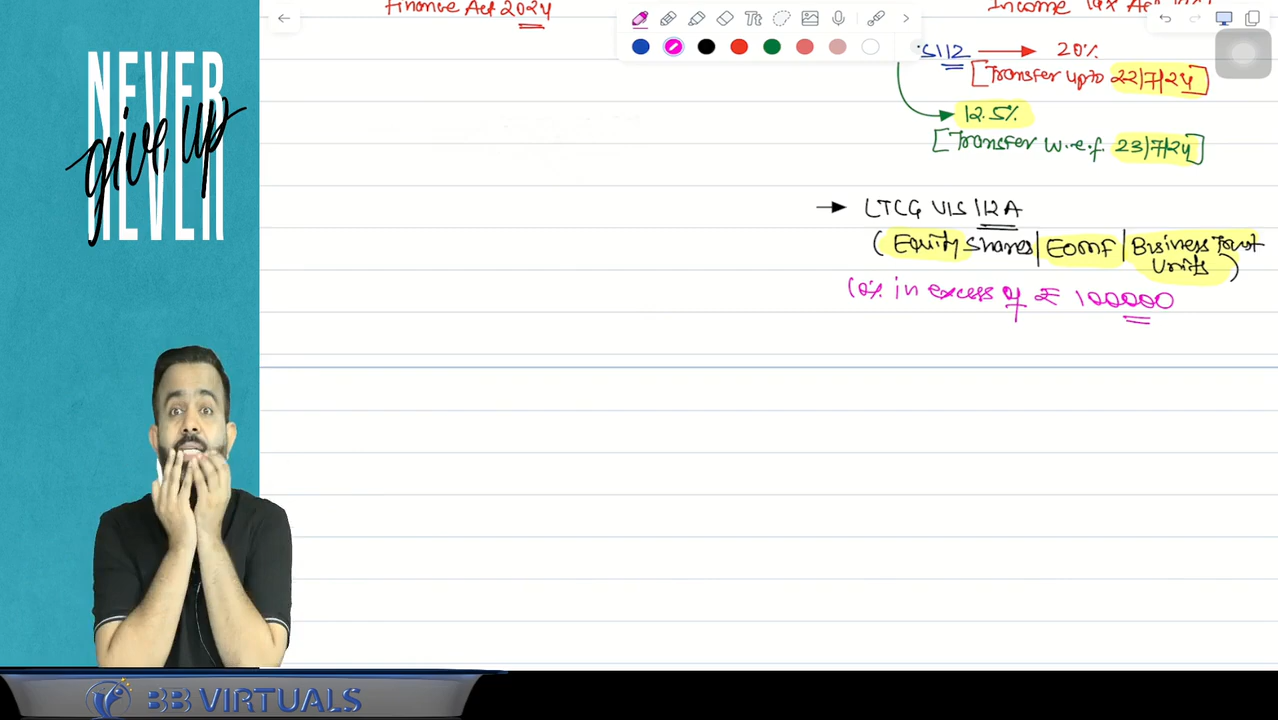 NEVER
give up
NEVER
Finance Act 2024
Income Tax Act
S112 → 20%
[Transfer upto 22/7/24]
12.5%
[Transfer w.e.f. 23/7/24]
→ LTCG U/S 112A
(Equity Shares | EOMF | Business Trust
Units)
10% in excess of ₹ 100000
BB VIRTUALS